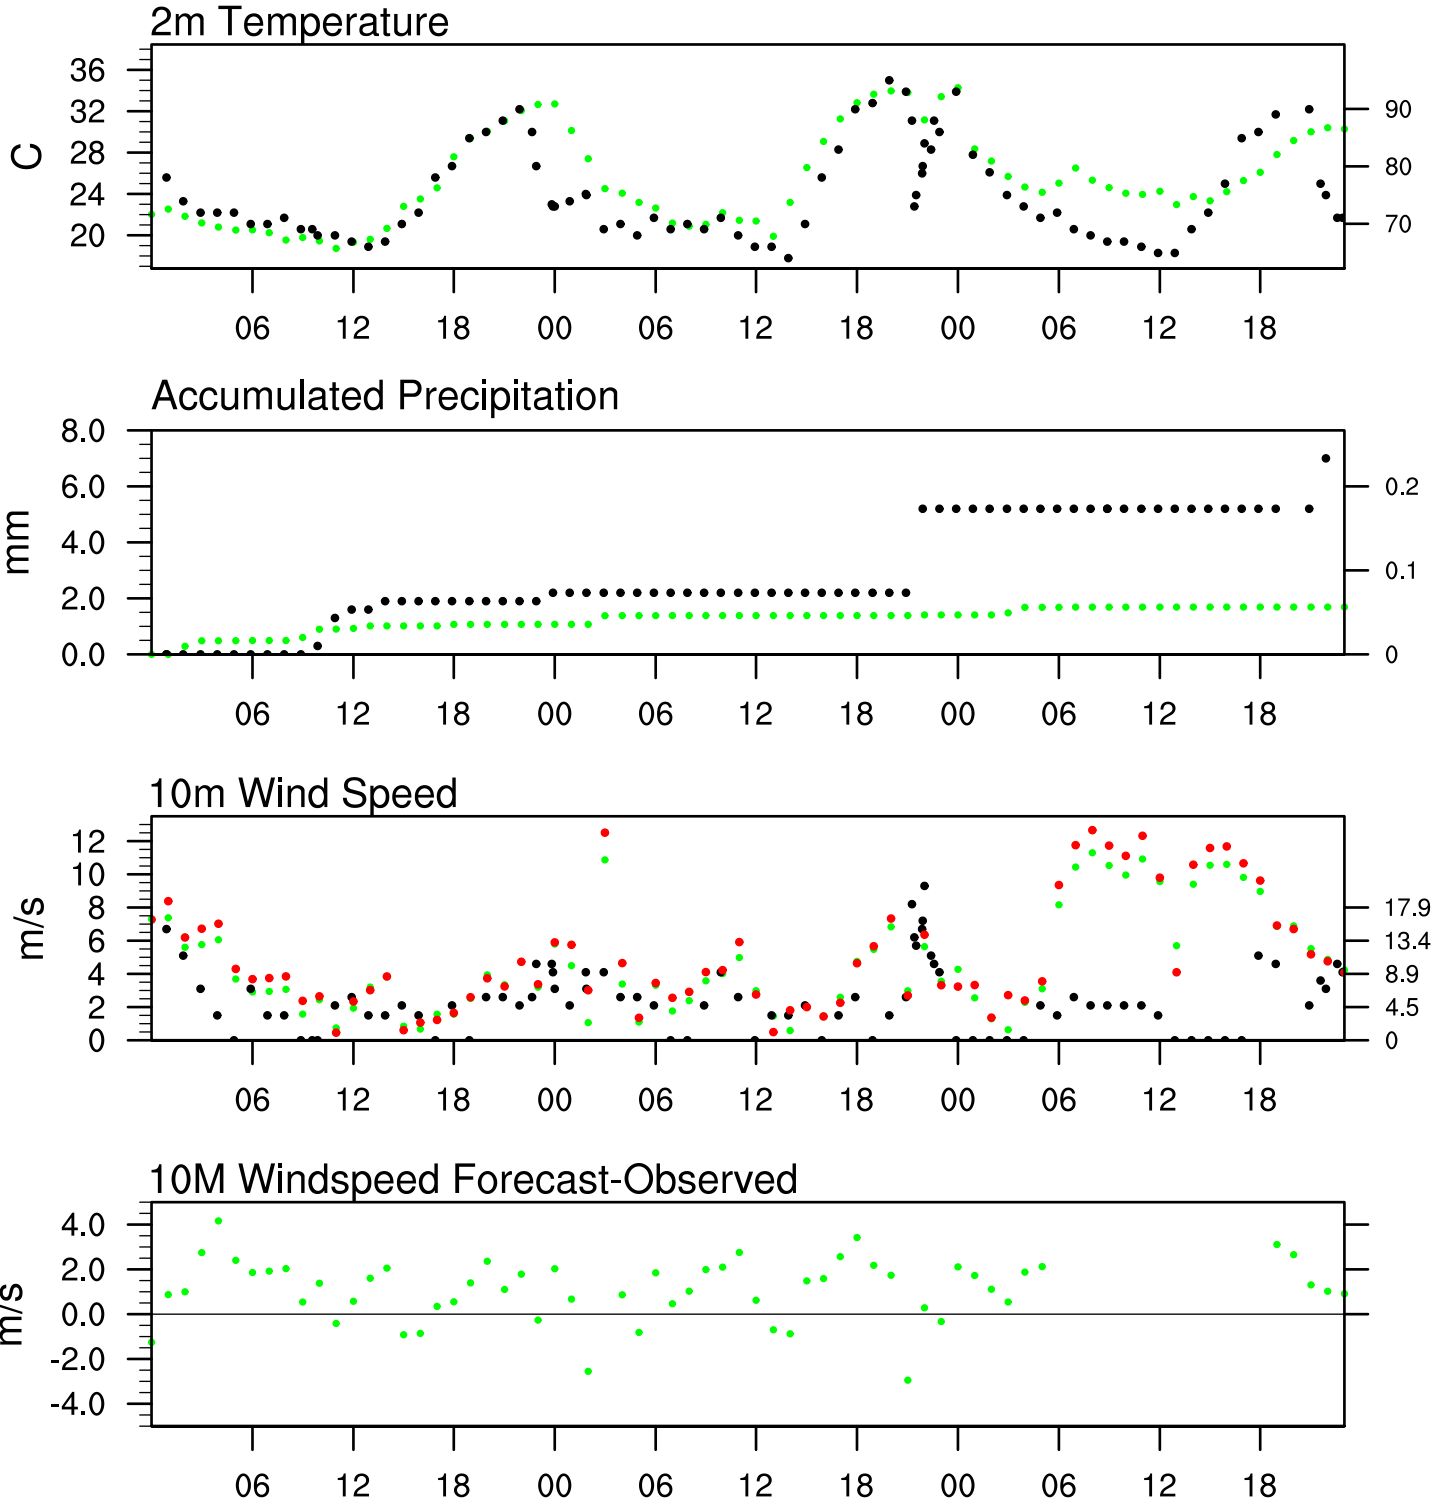 2m Temperature
36
32
28
24
20
C
90
80
70
06 12 18 00 06 12 18 00 06 12 18
Accumulated Precipitation
8.0
6.0
4.0
2.0
0.0
mm
0.2
0.1
0
06 12 18 00 06 12 18 00 06 12 18
10m Wind Speed
12
10
8
6
4
2
0
m/s
17.9
13.4
8.9
4.5
0
06 12 18 00 06 12 18 00 06 12 18
10M Windspeed Forecast-Observed
4.0
2.0
0.0
-2.0
-4.0
m/s
06 12 18 00 06 12 18 00 06 12 18